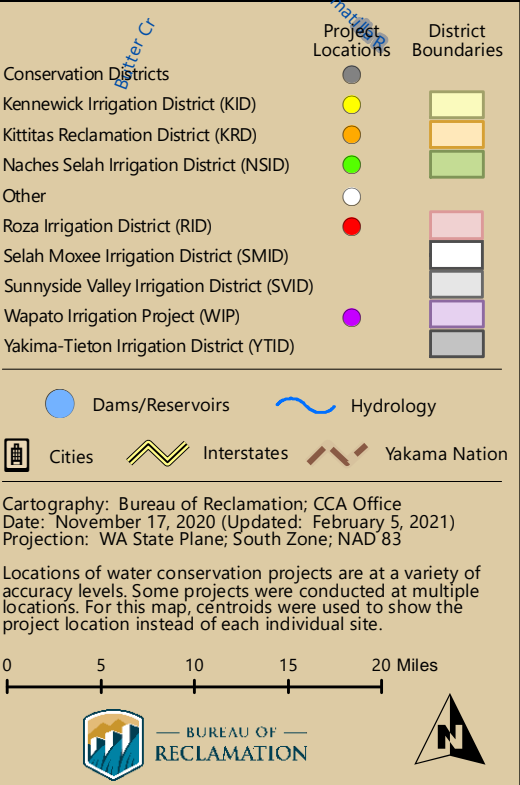 Butter Cr
matilla R
Project Locations
District Boundaries
Conservation Districts
Kennewick Irrigation District (KID)
Kittitas Reclamation District (KRD)
Naches Selah Irrigation District (NSID)
Other
Roza Irrigation District (RID)
Selah Moxee Irrigation District (SMID)
Sunnyside Valley Irrigation District (SVID)
Wapato Irrigation Project (WIP)
Yakima-Tieton Irrigation District (YTID)
Dams/Reservoirs
Hydrology
Cities
Interstates
Yakama Nation
Cartography: Bureau of Reclamation; CCA Office
Date: November 17, 2020 (Updated: February 5, 2021)
Projection: WA State Plane; South Zone; NAD 83
Locations of water conservation projects are at a variety of
accuracy levels. Some projects were conducted at multiple
locations. For this map, centroids were used to show the
project location instead of each individual site.
0 5 10 15 20 Miles
BUREAU OF
RECLAMATION
N